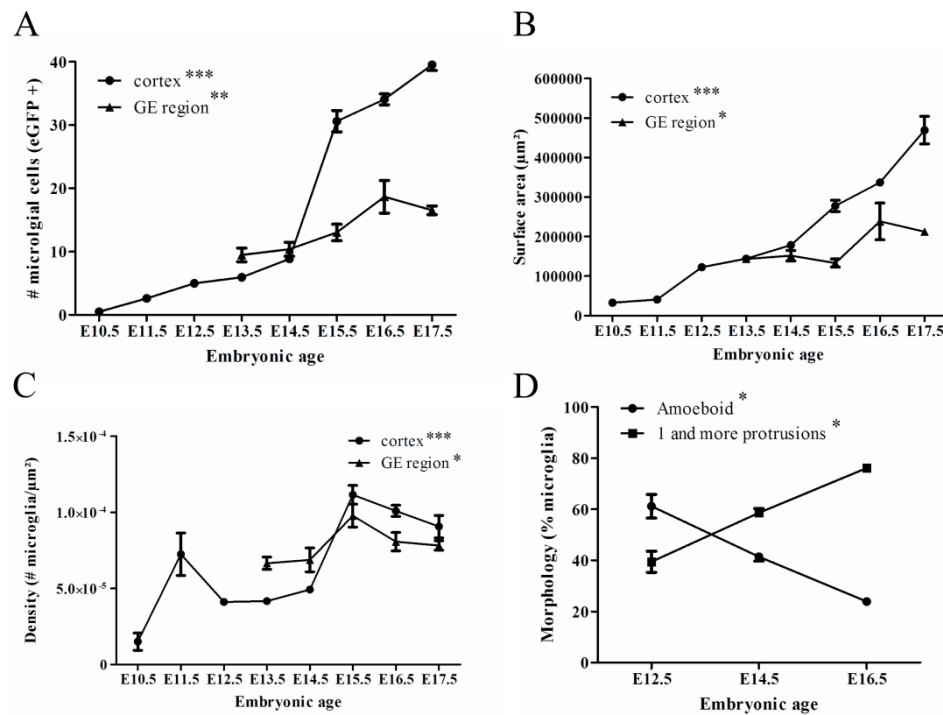 A
cortex ***
GE region **
# microlgial cells (eGFP +)
40
30
20
10
0
E10.5 E11.5 E12.5 E13.5 E14.5 E15.5 E16.5 E17.5
Embryonic age
B
cortex ***
GE region *
Surface area (µm²)
600000
500000
400000
300000
200000
100000
0
E10.5 E11.5 E12.5 E13.5 E14.5 E15.5 E16.5 E17.5
Embryonic age
C
cortex ***
GE region *
Density (# microglia/µm²)
1.5×10⁻⁴
1.0×10⁻⁴
5.0×10⁻⁵
0
E10.5 E11.5 E12.5 E13.5 E14.5 E15.5 E16.5 E17.5
Embryonic age
D
Amoeboid *
1 and more protrusions *
Morphology (% microglia)
100
80
60
40
20
0
E12.5 E14.5 E16.5
Embryonic age